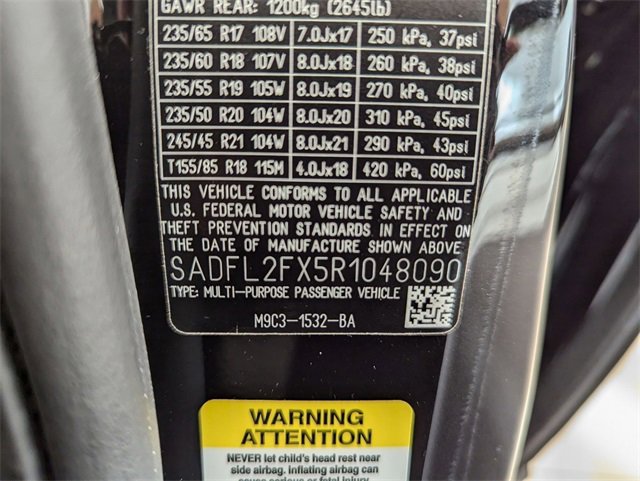 GAWR REAR: 1200kg (2645lb)
235/65 R17 108V 7.0Jx17 250 kPa, 37psi
235/60 R18 107V 8.0Jx18 260 kPa, 38psi
235/55 R19 105W 8.0Jx19 270 kPa, 40psi
235/50 R20 104W 8.0Jx20 310 kPa, 45psi
245/45 R21 104W 8.0Jx21 290 kPa, 43psi
T155/85 R18 115M 4.0Jx18 420 kPa, 60psi
THIS VEHICLE CONFORMS TO ALL APPLICABLE
U.S. FEDERAL MOTOR VEHICLE SAFETY AND
THEFT PREVENTION STANDARDS IN EFFECT ON
THE DATE OF MANUFACTURE SHOWN ABOVE
SADFL2FX5R1048090
TYPE: MULTI-PURPOSE PASSENGER VEHICLE
M9C3-1532-BA
WARNING
ATTENTION
NEVER let child's head rest near
side airbag. Inflating airbag can
cause serious or fatal injury